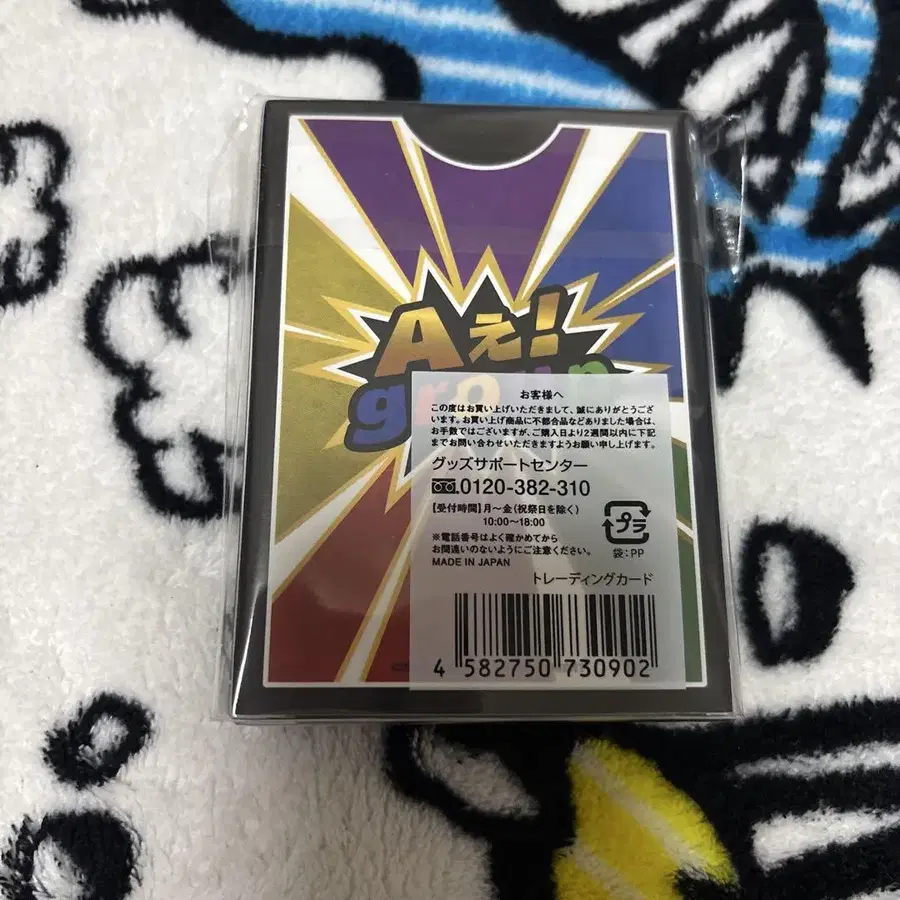 Aぇ!
group
お客様へ
この度はお買い上げいただきまして、誠にありがとうござ
います。お買い上げ商品に不都合品などありました場合は、
お手数ではございますが、ご購入日より2週間以内に下記
までお問い合わせいただきますようお願い申し上げます。
グッズサポートセンター
0120-382-310
【受付時間】月〜金(祝祭日を除く)
10:00〜18:00
※電話番号はよく確かめてから
お間違いのないようにご注意ください。
MADE IN JAPAN
プラ
袋:PP
トレーディングカード
4 582750 730902